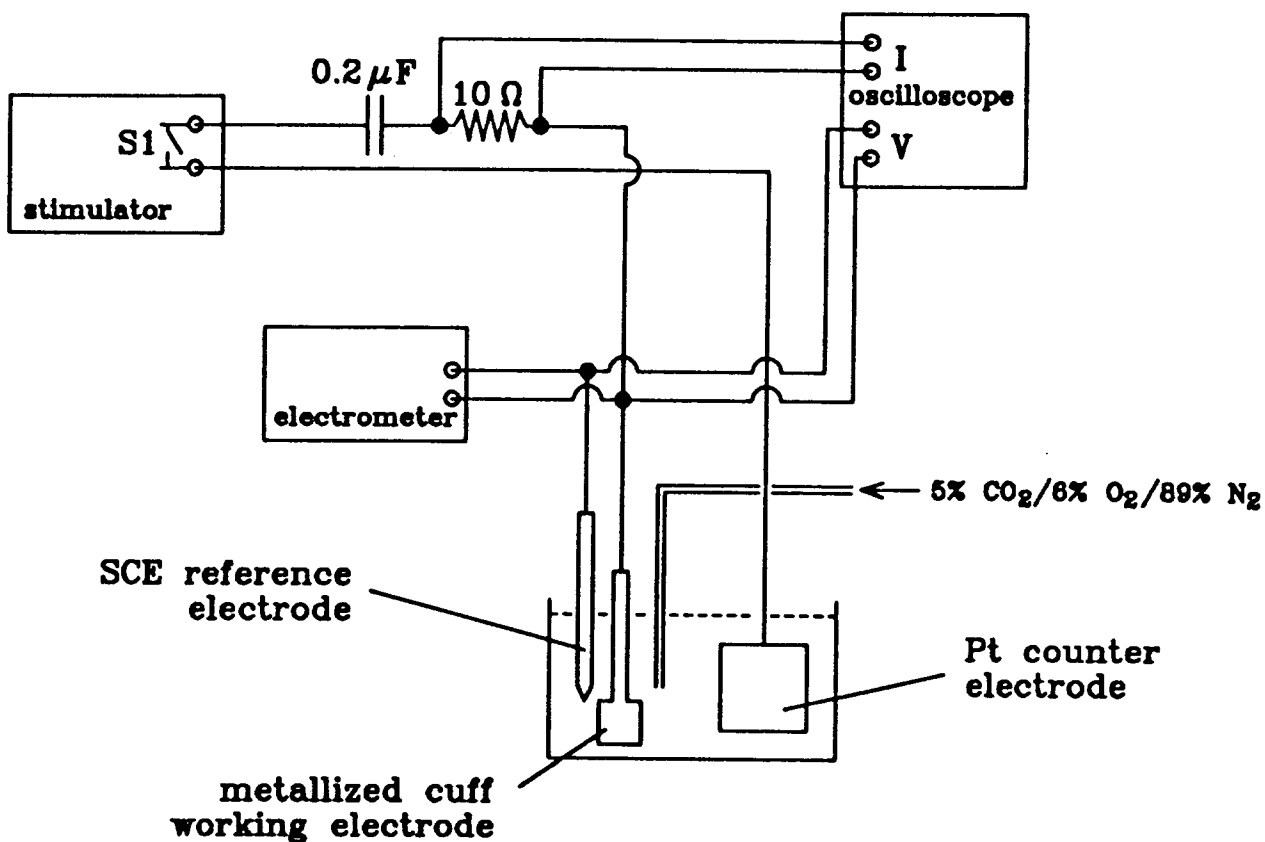 0.2 μF
10 Ω
I
oscilloscope
V
S1
stimulator
electrometer
5% CO₂/6% O₂/89% N₂
SCE reference
electrode
Pt counter
electrode
metallized cuff
working electrode